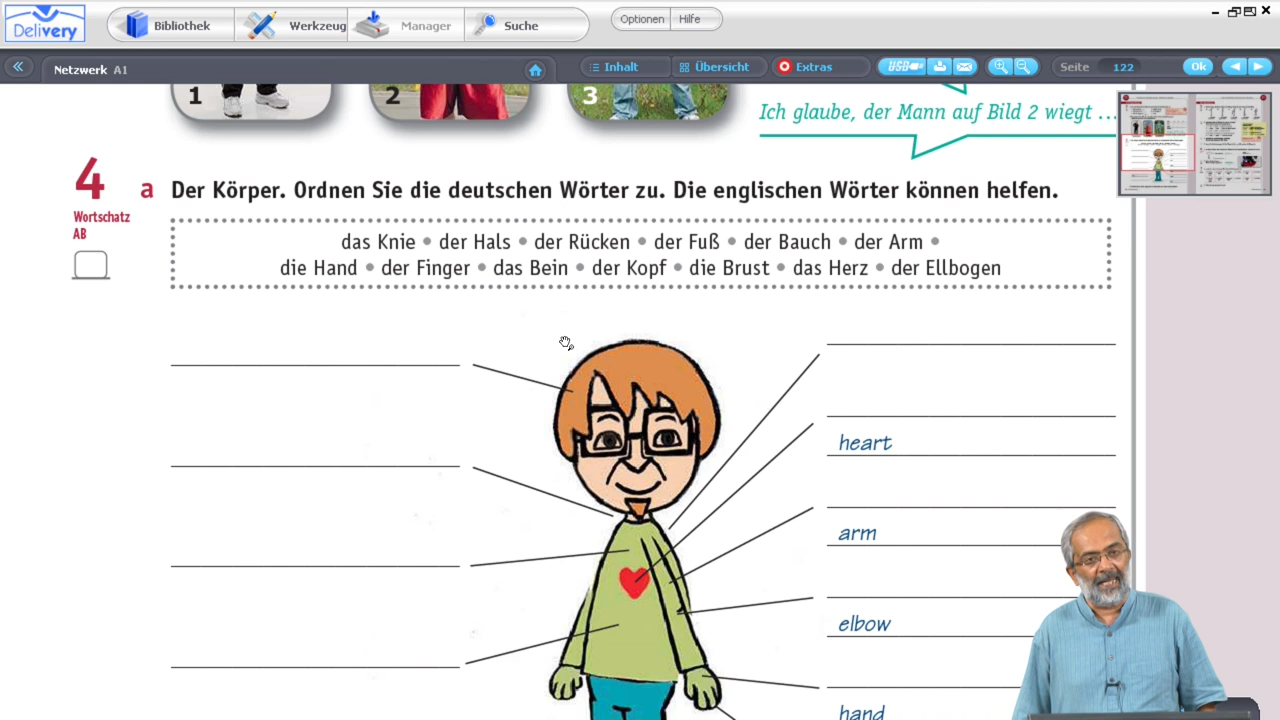 Delivery
Bibliothek
Werkzeug
Manager
Suche
Optionen
Hilfe
Netzwerk A1
Inhalt
Übersicht
Extras
USB
Seite
122
Ok
1
2
3
Ich glaube, der Mann auf Bild 2 wiegt ...
4
a Der Körper. Ordnen Sie die deutschen Wörter zu. Die englischen Wörter können helfen.
Wortschatz
AB
das Knie • der Hals • der Rücken • der Fuß • der Bauch • der Arm •
die Hand • der Finger • das Bein • der Kopf • die Brust • das Herz • der Ellbogen
heart
arm
elbow
hand